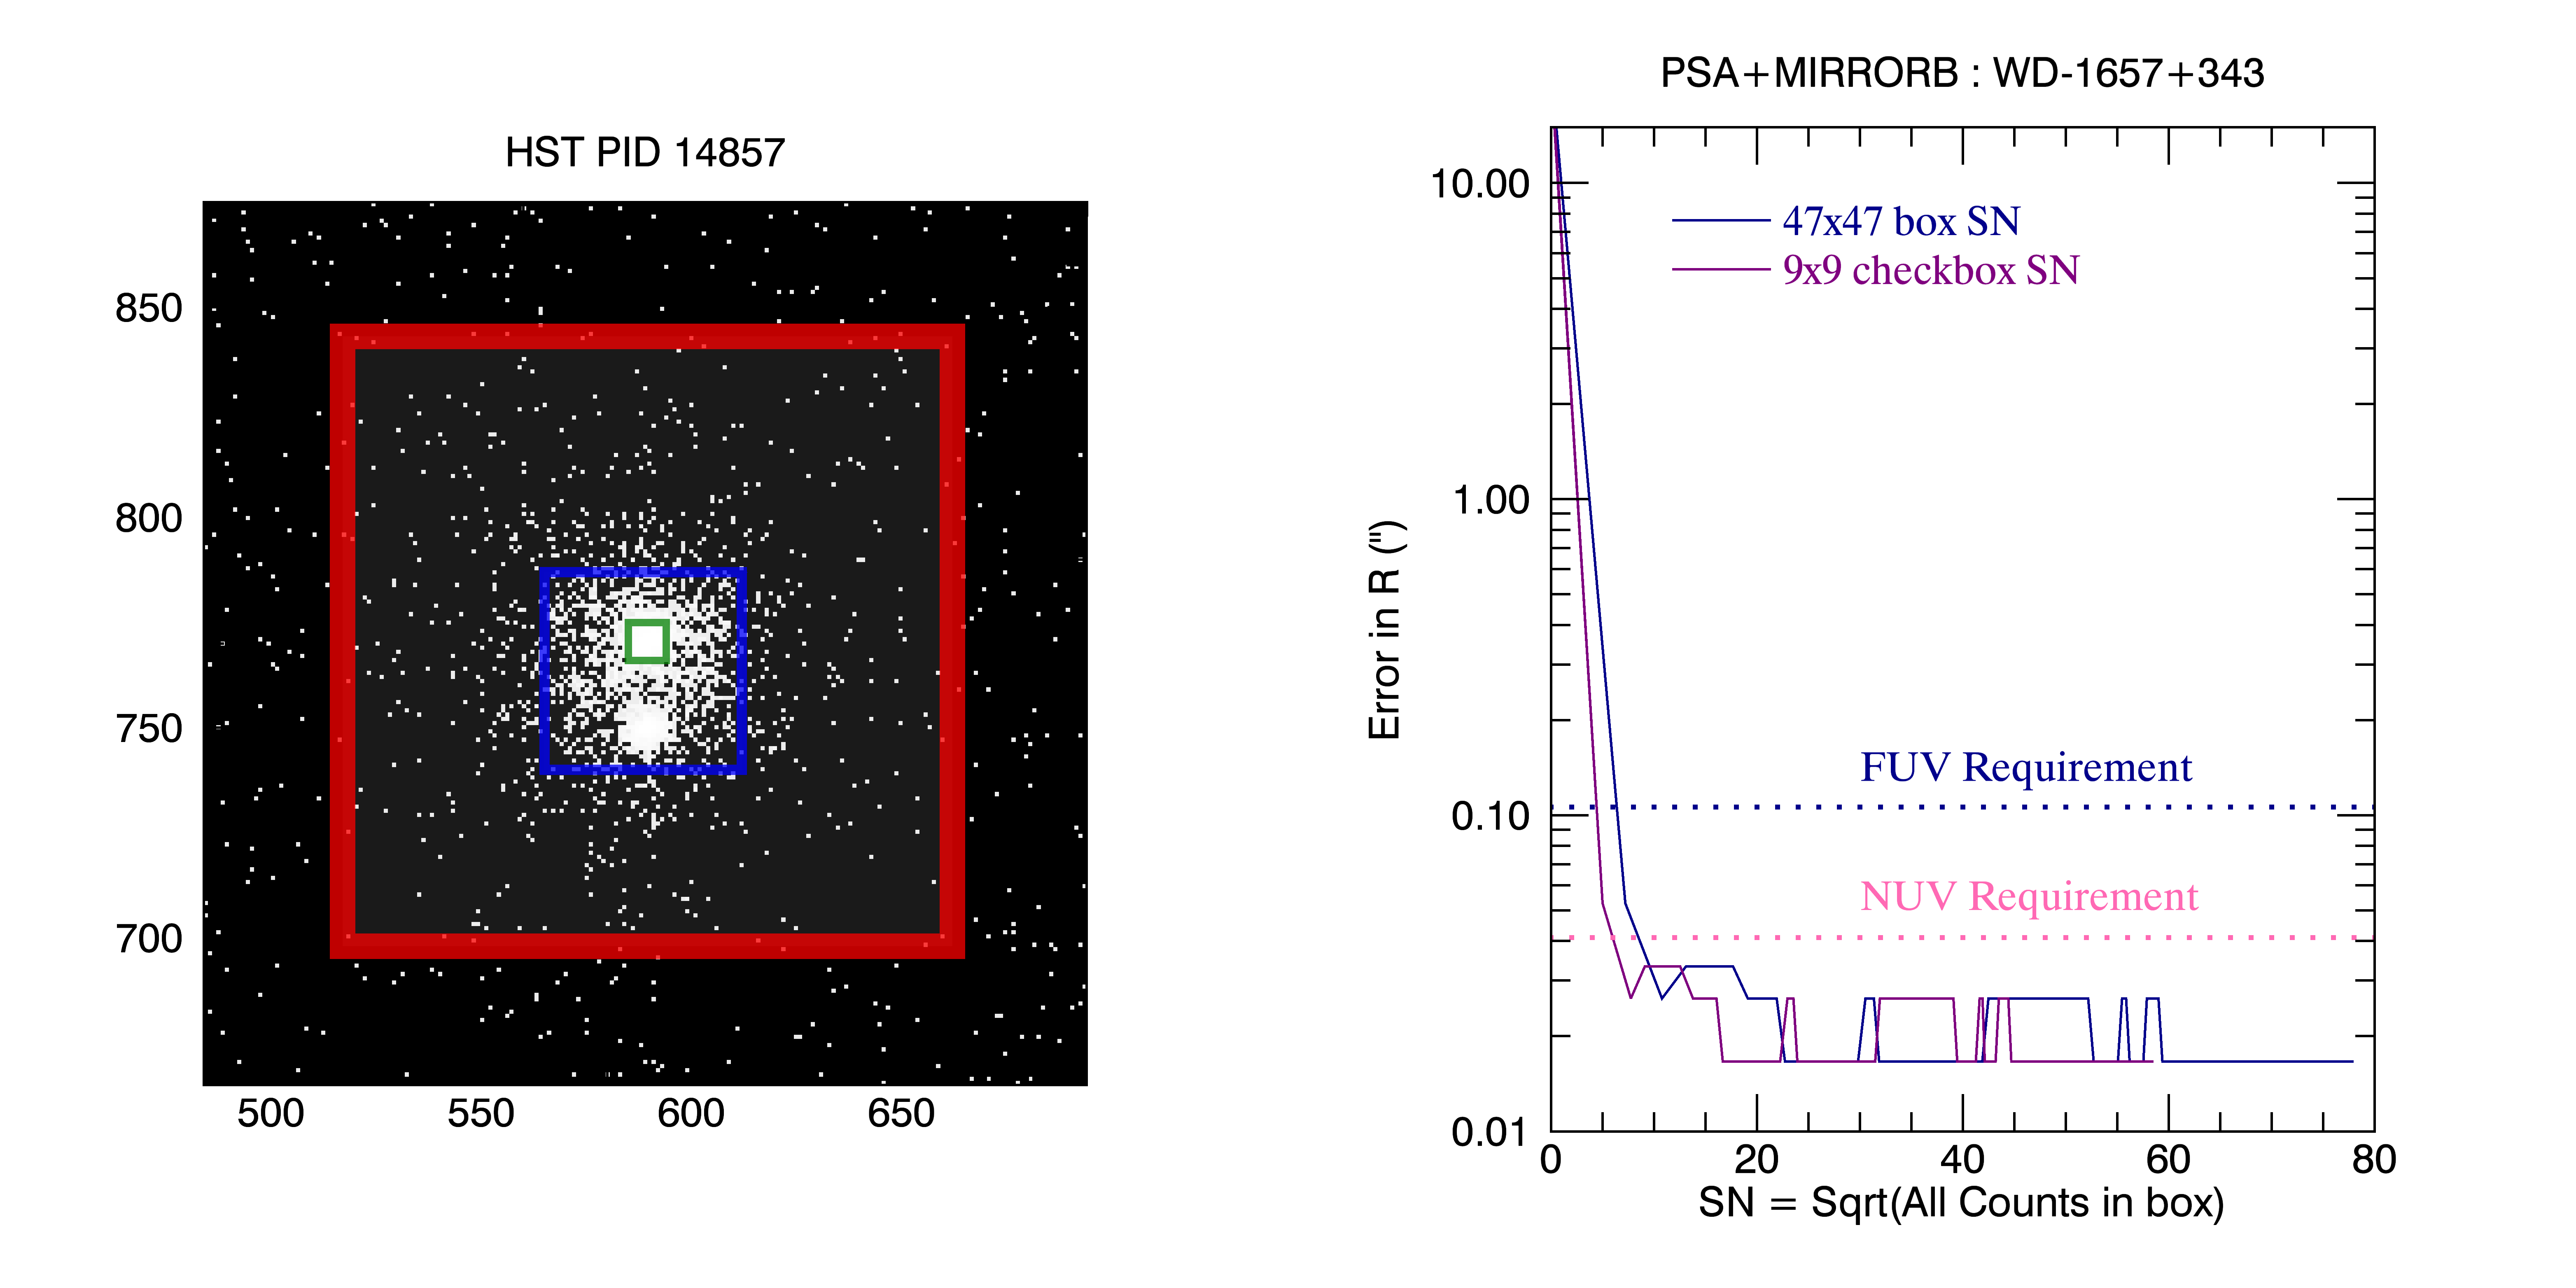 HST PID 14857
850
800
750
700
500 550 600 650
PSA+MIRRORB : WD-1657+343
10.00
1.00
0.10
0.01
Error in R (")
47x47 box SN
9x9 checkbox SN
FUV Requirement
NUV Requirement
0 20 40 60 80
SN = Sqrt(All Counts in box)